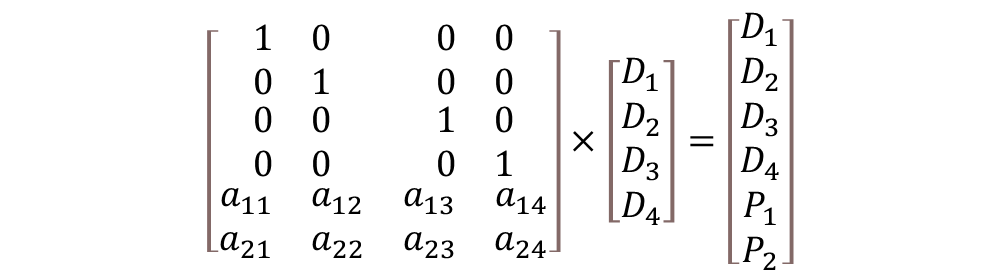 [1 0 0 0
0 1 0 0
0 0 1 0
0 0 0 1
a₁₁ a₁₂ a₁₃ a₁₄
a₂₁ a₂₂ a₂₃ a₂₄] × [D₁
D₂
D₃
D₄] = [D₁
D₂
D₃
D₄
P₁
P₂]